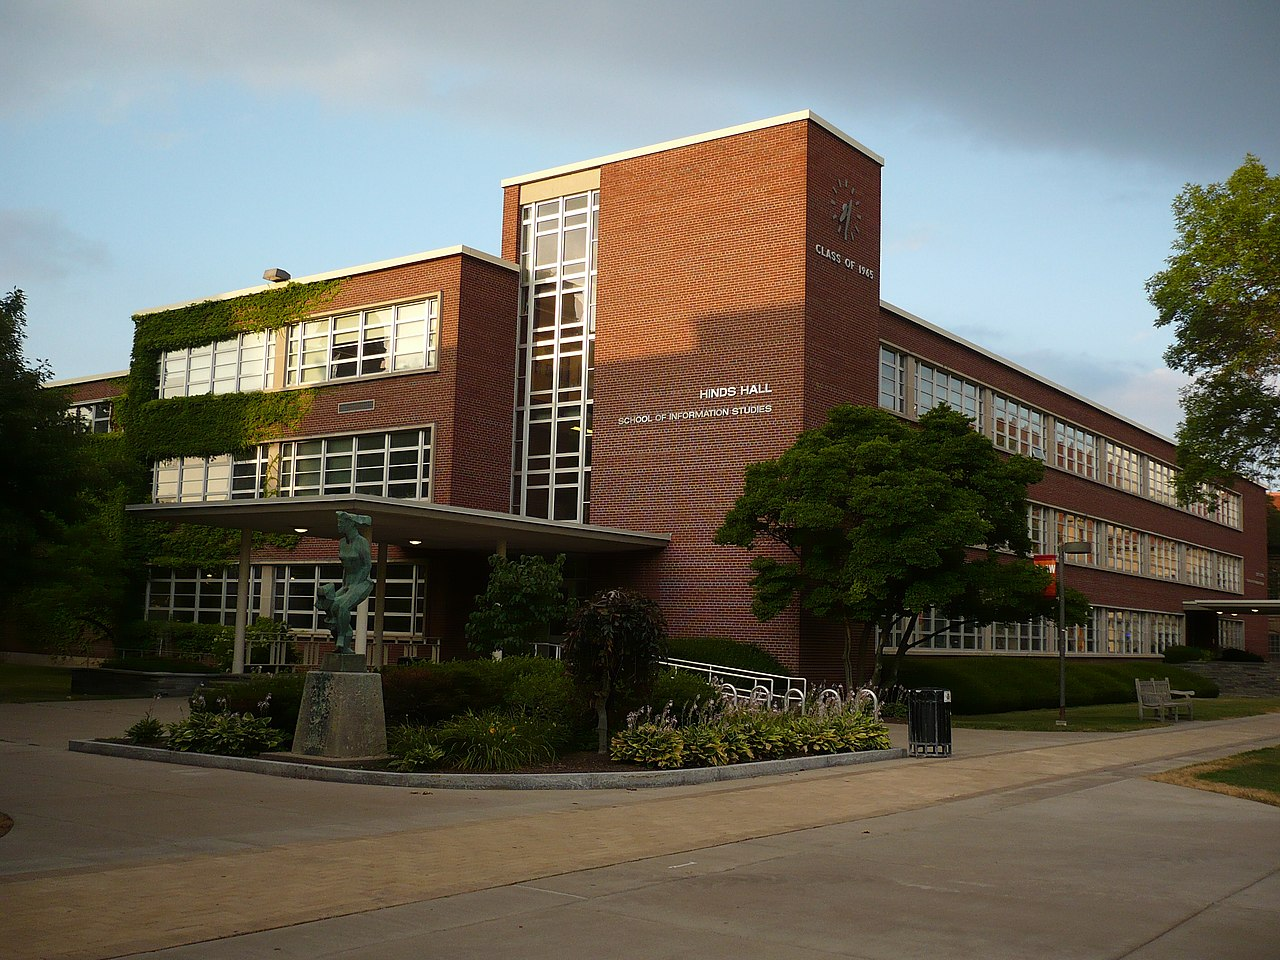 CLASS OF 1965
HINDS HALL
SCHOOL OF INFORMATION STUDIES